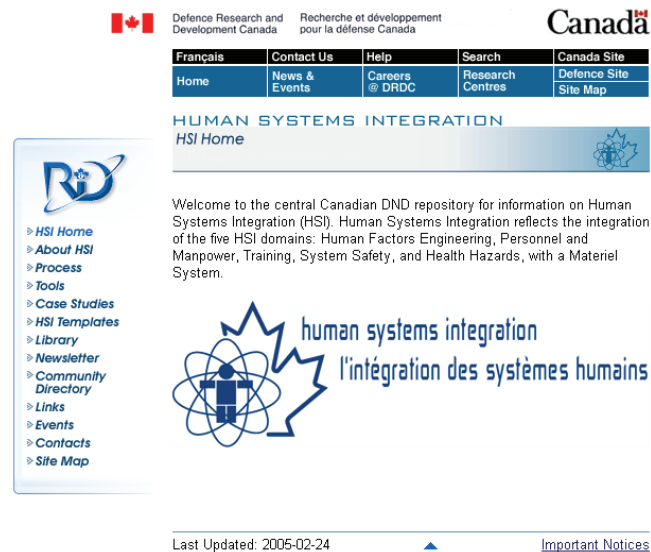 Defence Research and
Development Canada
Recherche et développement
pour la défense Canada
Canada
Français
Contact Us
Help
Search
Canada Site
Home
News &
Events
Careers
@ DRDC
Research
Centres
Defence Site
Site Map
HUMAN SYSTEMS INTEGRATION
HSI Home
RD
HSI Home
About HSI
Process
Tools
Case Studies
HSI Templates
Library
Newsletter
Community
Directory
Links
Events
Contacts
Site Map
Welcome to the central Canadian DND repository for information on Human
Systems Integration (HSI). Human Systems Integration reflects the integration
of the five HSI domains: Human Factors Engineering, Personnel and
Manpower, Training, System Safety, and Health Hazards, with a Materiel
System.
human systems integration
l'intégration des systèmes humains
Last Updated: 2005-02-24
Important Notices